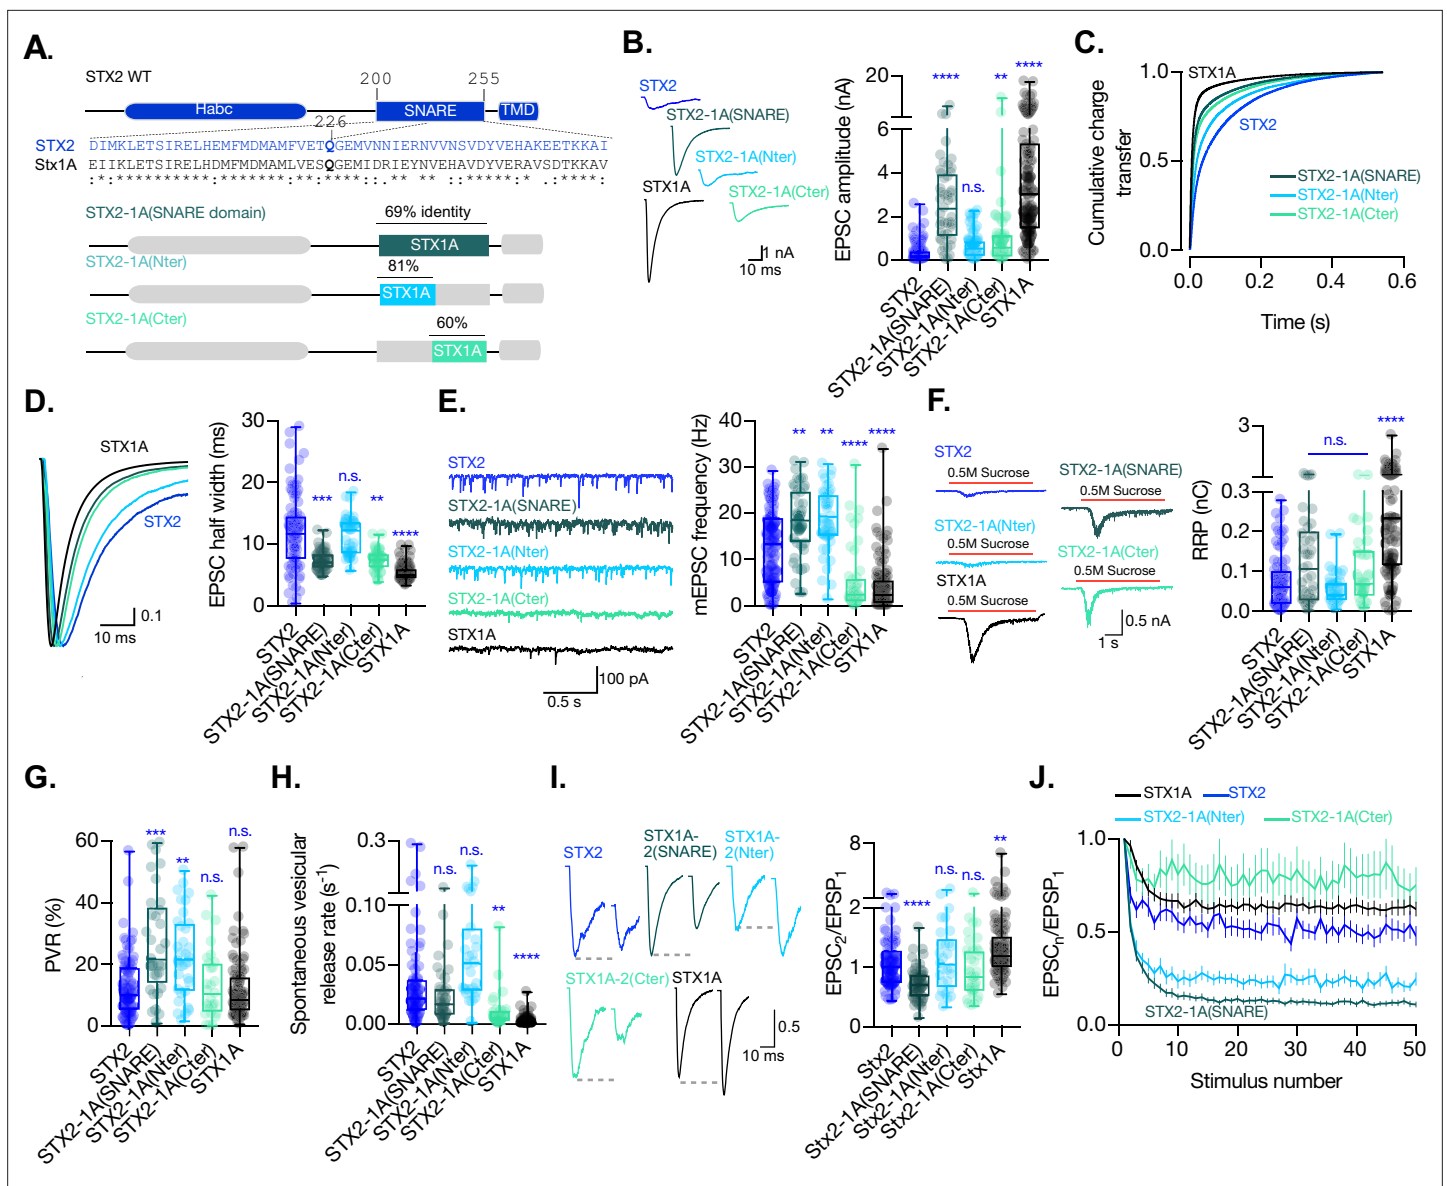 A.
STX2 WT
200
255
Habc
SNARE
TMD
226
STX2 DIMKLETSIRELHEMFMDMAMFVETQGEMVNNIERNVVNSVDYVEHAKEETKKAI
Stx1A EIIKLETSIRELHDMFMDMAMLVESQGEMIDRIEYNVEHAVDYVERAVSDTKKAV
STX2-1A(SNARE domain)
69% identity
STX1A
STX2-1A(Nter)
81%
STX1A
STX2-1A(Cter)
60%
STX1A
B.
STX2
STX2-1A(SNARE)
STX2-1A(Nter)
STX1A
STX2-1A(Cter)
1 nA
10 ms
EPSC amplitude (nA)
20
6
4
2
0
****
n.s.
**
****
STX2
STX2-1A(SNARE)
STX2-1A(Nter)
STX2-1A(Cter)
STX1A
C.
Cumulative charge
transfer
1.0
0.5
0.0
STX1A
STX2
STX2-1A(SNARE)
STX2-1A(Nter)
STX2-1A(Cter)
0.0 0.2 0.4 0.6
Time (s)
D.
STX1A
STX2
0.1
10 ms
EPSC half width (ms)
30
20
10
0
***
n.s.
**
****
STX2
STX2-1A(SNARE)
STX2-1A(Nter)
STX2-1A(Cter)
STX1A
E.
STX2
STX2-1A(SNARE)
STX2-1A(Nter)
STX2-1A(Cter)
STX1A
100 pA
0.5 s
mEPSC frequency (Hz)
40
30
20
10
0
**
**
****
****
STX2
STX2-1A(SNARE)
STX2-1A(Nter)
STX2-1A(Cter)
STX1A
F.
STX2
0.5M Sucrose
STX2-1A(SNARE)
0.5M Sucrose
STX2-1A(Nter)
0.5M Sucrose
STX2-1A(Cter)
0.5M Sucrose
STX1A
0.5M Sucrose
0.5 nA
1 s
RRP (nC)
3
0.3
0.2
0.1
0.0
n.s.
****
STX2
STX2-1A(SNARE)
STX2-1A(Nter)
STX2-1A(Cter)
STX1A
G.
PVR (%)
60
40
20
0
***
**
n.s.
n.s.
STX2
STX2-1A(SNARE)
STX2-1A(Nter)
STX2-1A(Cter)
STX1A
H.
Spontaneous vesicular
release rate (s⁻¹)
0.3
0.10
0.05
0.00
n.s.
n.s.
**
****
STX2
STX2-1A(SNARE)
STX2-1A(Nter)
STX2-1A(Cter)
STX1A
I.
STX2
STX1A-
2(SNARE)
STX1A-
2(Nter)
STX1A-2(Cter)
STX1A
0.5
10 ms
EPSC₂/EPSP₁
8
2
1
0
****
n.s.
n.s.
**
Stx2
Stx2-1A(SNARE)
Stx2-1A(Nter)
Stx2-1A(Cter)
Stx1A
J.
STX1A STX2
STX2-1A(Nter) STX2-1A(Cter)
EPSCₙ/EPSP₁
1.0
0.5
0.0
STX2-1A(SNARE)
0 10 20 30 40 50
Stimulus number